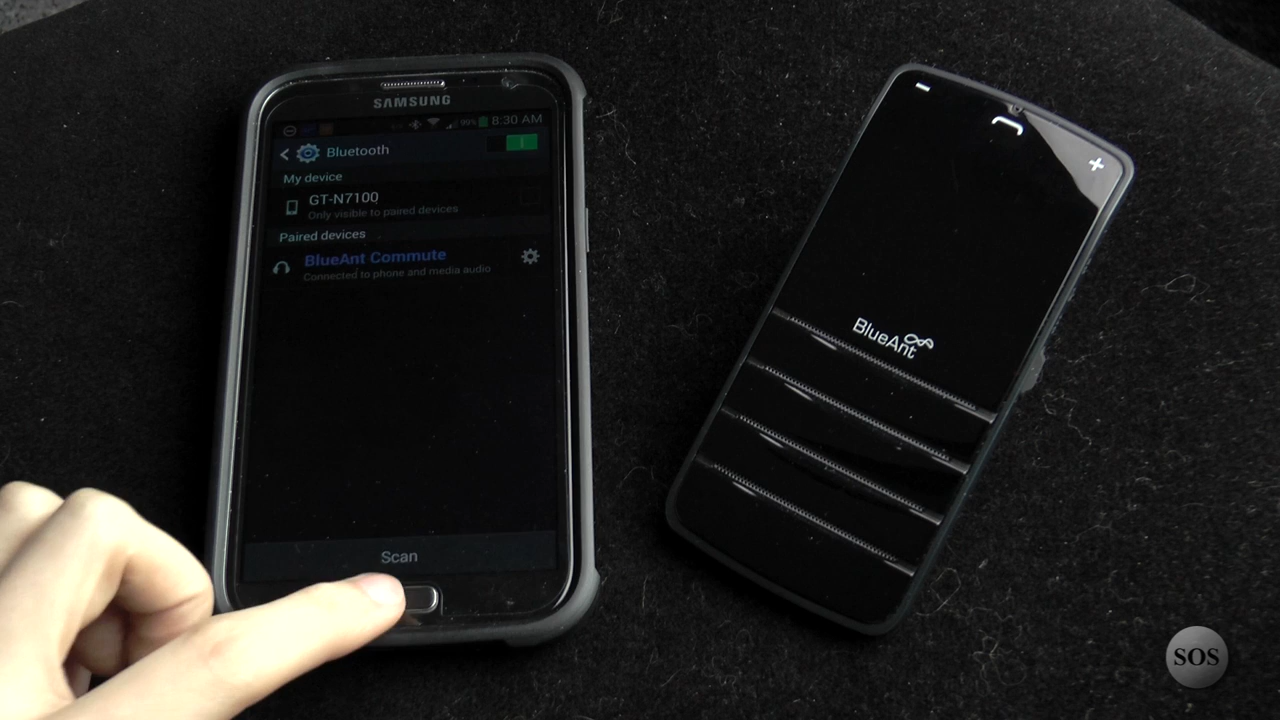 SAMSUNG
99% 8:30 AM
Bluetooth
My device
GT-N7100
Only visible to paired devices
Paired devices
BlueAnt Commute
Connected to phone and media audio
Scan
BlueAnt
SOS